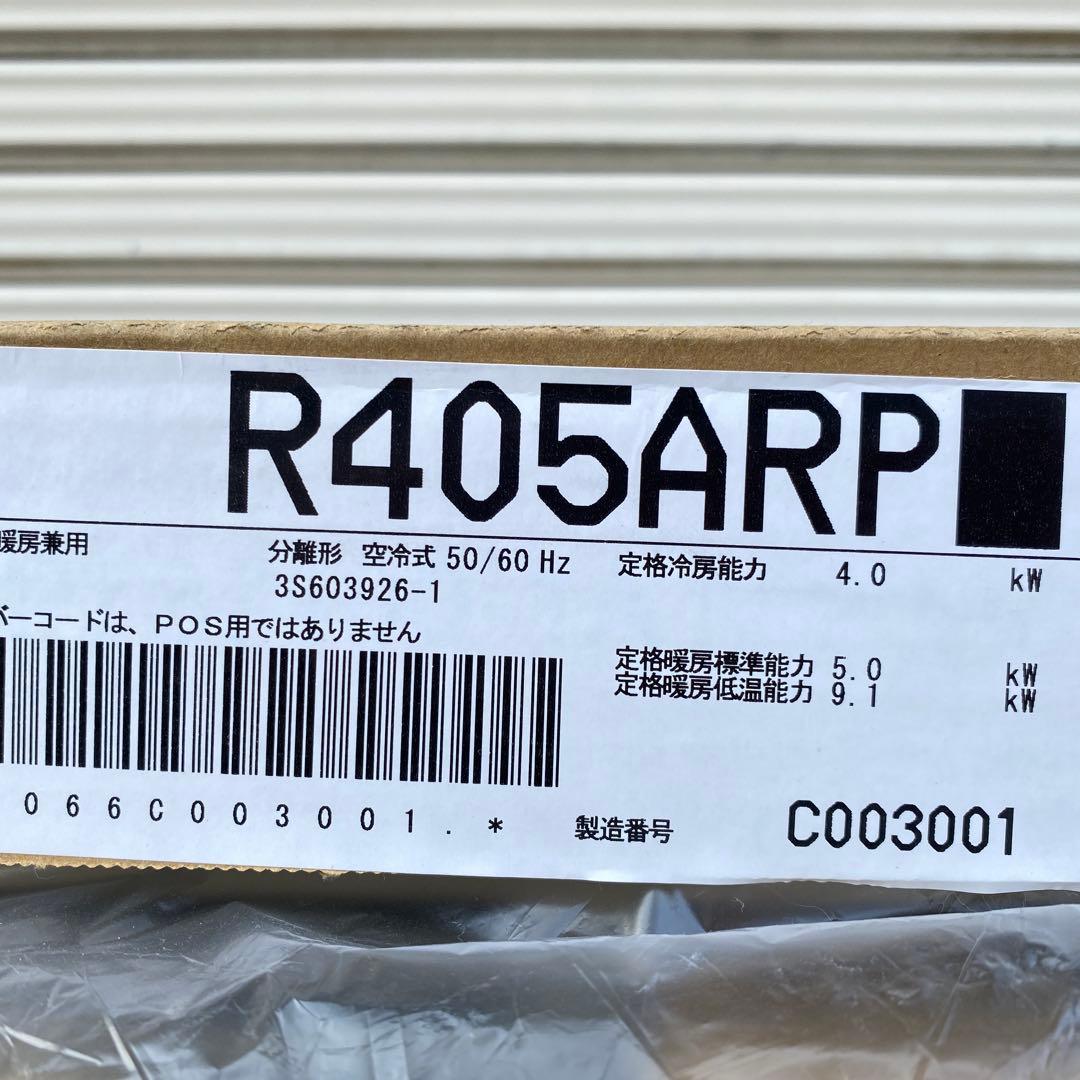 R405ARP
暖房兼用 分離形 空冷式 50/60 Hz 定格冷房能力 4.0 kW
3S603926-1
バーコードは、POS用ではありません
定格暖房標準能力 5.0 kW
定格暖房低温能力 9.1 kW
066C003001.*
製造番号 C003001